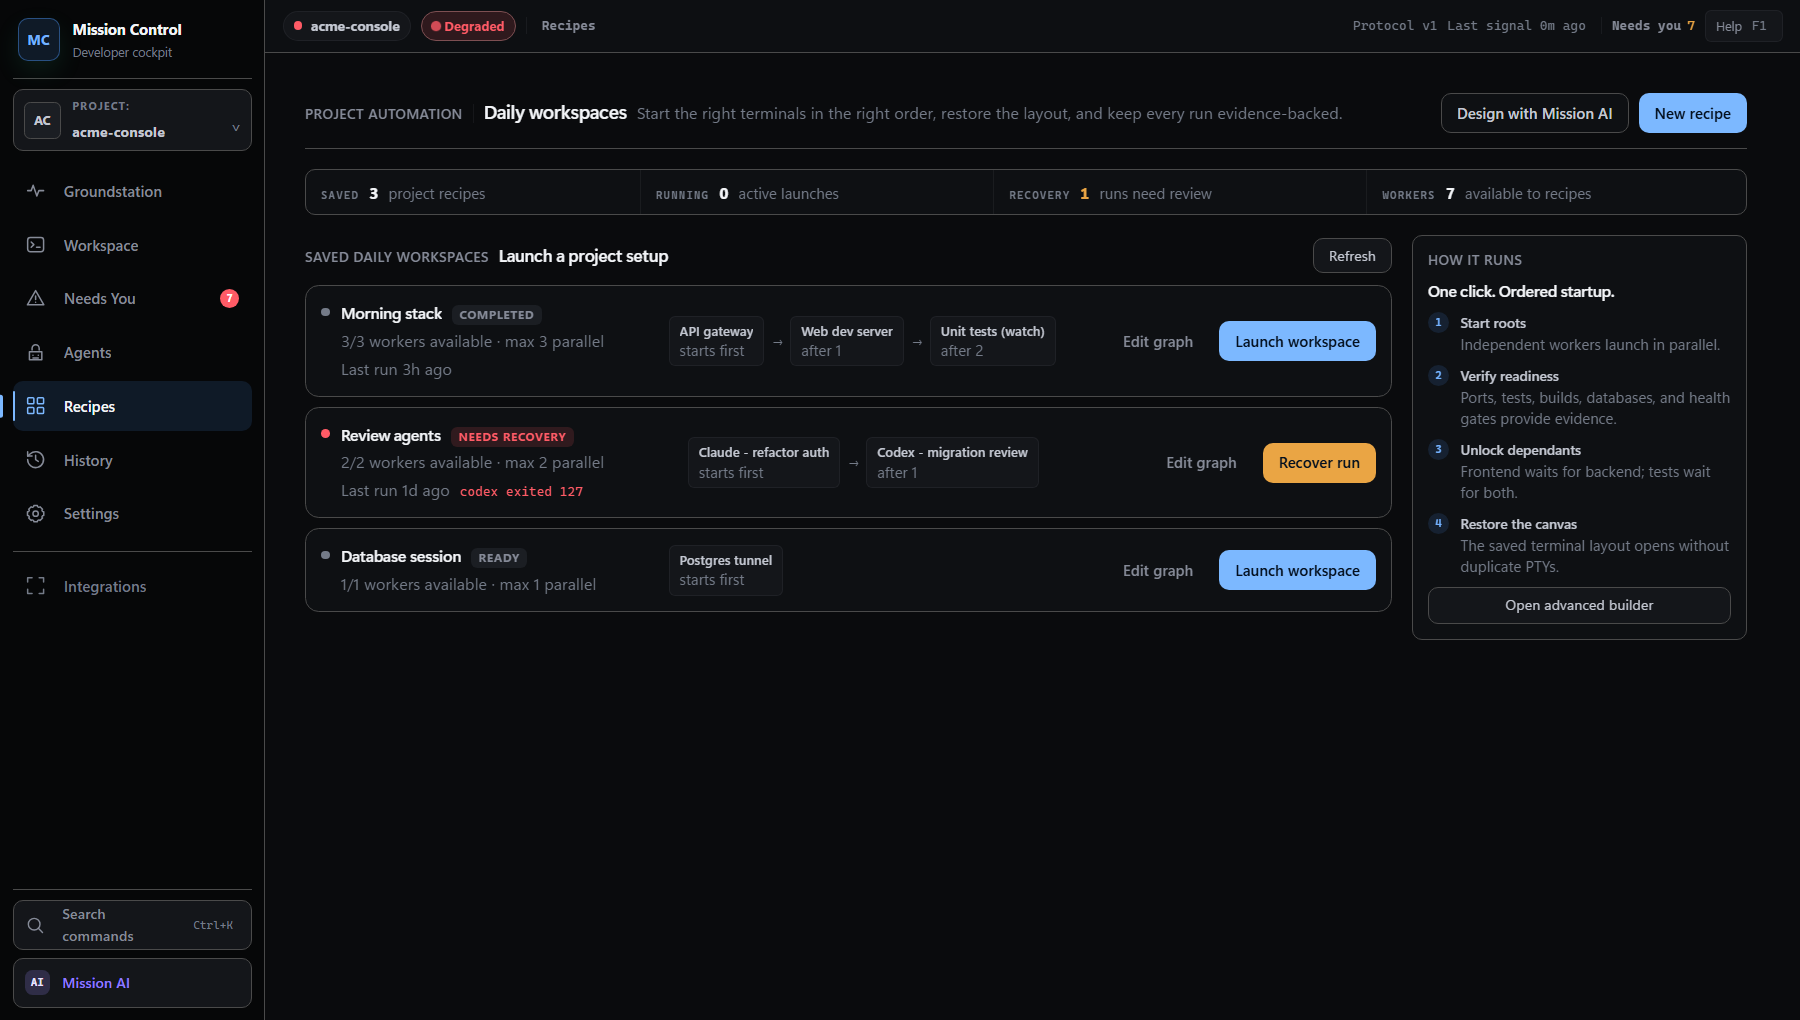 MC
Mission Control
Developer cockpit
AC
PROJECT:
acme-console
v
Groundstation
Workspace
Needs You
7
Agents
Recipes
History
Settings
Integrations
Search
commands
Ctrl+K
AI
Mission AI
acme-console
Degraded
Recipes
Protocol v1
Last signal 0m ago
Needs you 7
Help F1
PROJECT AUTOMATION
Daily workspaces
Start the right terminals in the right order, restore the layout, and keep every run evidence-backed.
Design with Mission AI
New recipe
SAVED 3 project recipes
RUNNING 0 active launches
RECOVERY 1 runs need review
WORKERS 7 available to recipes
SAVED DAILY WORKSPACES
Launch a project setup
Refresh
Morning stack
COMPLETED
3/3 workers available · max 3 parallel
Last run 3h ago
API gateway
starts first
→
Web dev server
after 1
→
Unit tests (watch)
after 2
Edit graph
Launch workspace
Review agents
NEEDS RECOVERY
2/2 workers available · max 2 parallel
Last run 1d ago codex exited 127
Claude - refactor auth
starts first
→
Codex - migration review
after 1
Edit graph
Recover run
Database session
READY
1/1 workers available · max 1 parallel
Postgres tunnel
starts first
Edit graph
Launch workspace
HOW IT RUNS
One click. Ordered startup.
1
Start roots
Independent workers launch in parallel.
2
Verify readiness
Ports, tests, builds, databases, and health
gates provide evidence.
3
Unlock dependants
Frontend waits for backend; tests wait
for both.
4
Restore the canvas
The saved terminal layout opens without
duplicate PTYs.
Open advanced builder